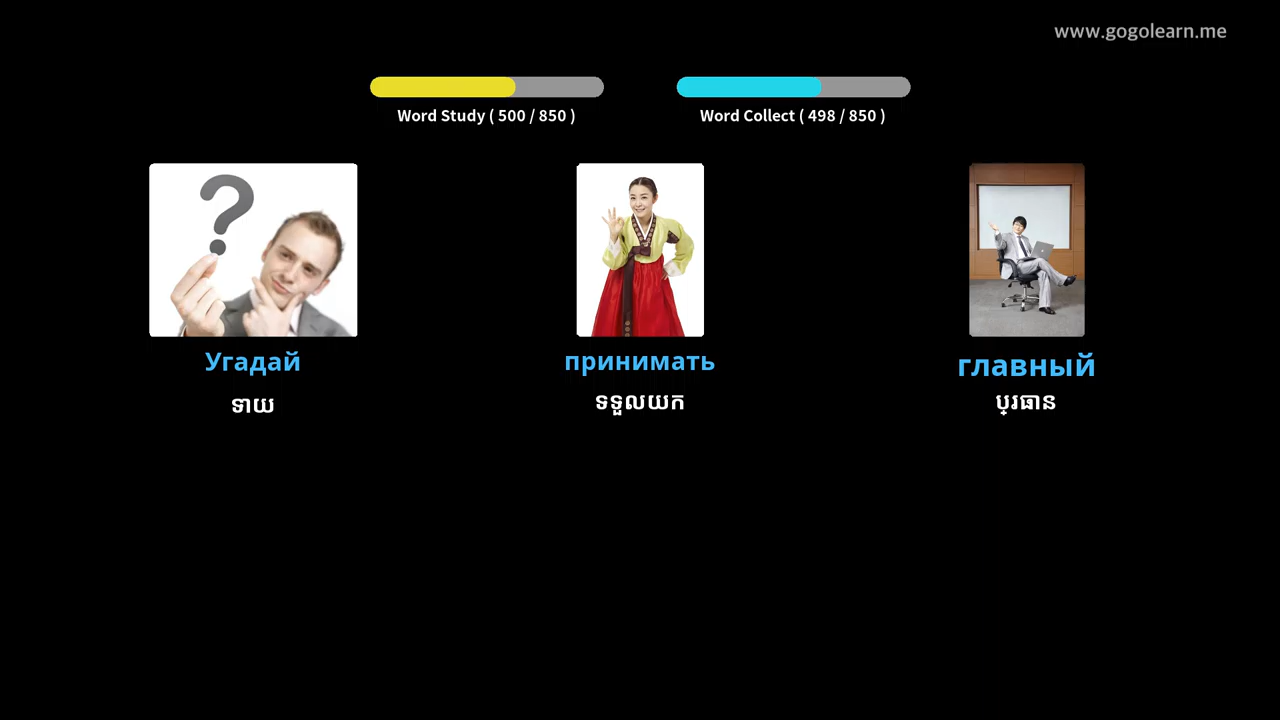 www.gogolearn.me
Word Study ( 500 / 850 )
Word Collect ( 498 / 850 )
Угадай
принимать
главный
ទាយ
ទទួលយក
ប្រធាន